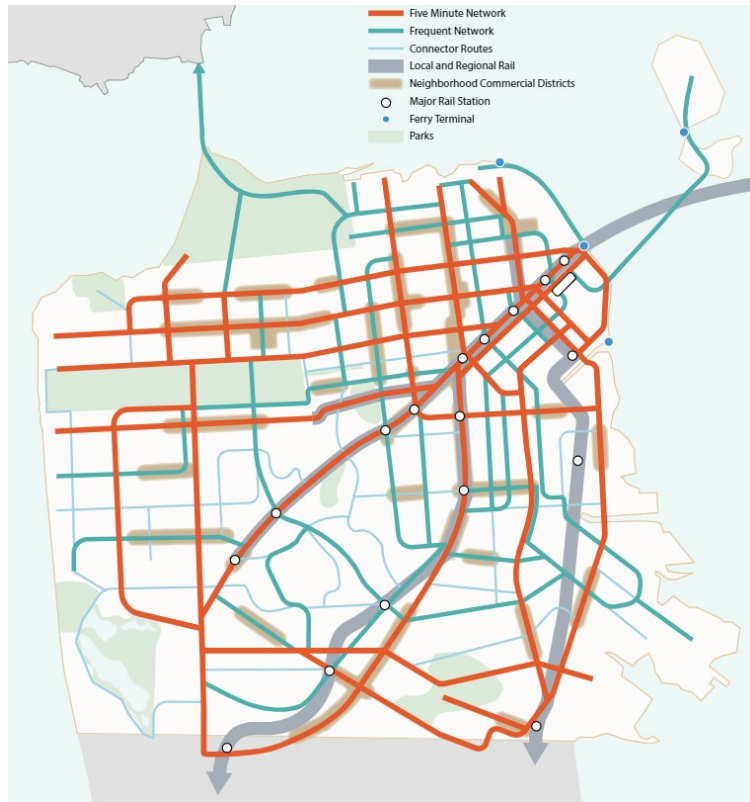 Five Minute Network
Frequent Network
Connector Routes
Local and Regional Rail
Neighborhood Commercial Districts
Major Rail Station
Ferry Terminal
Parks